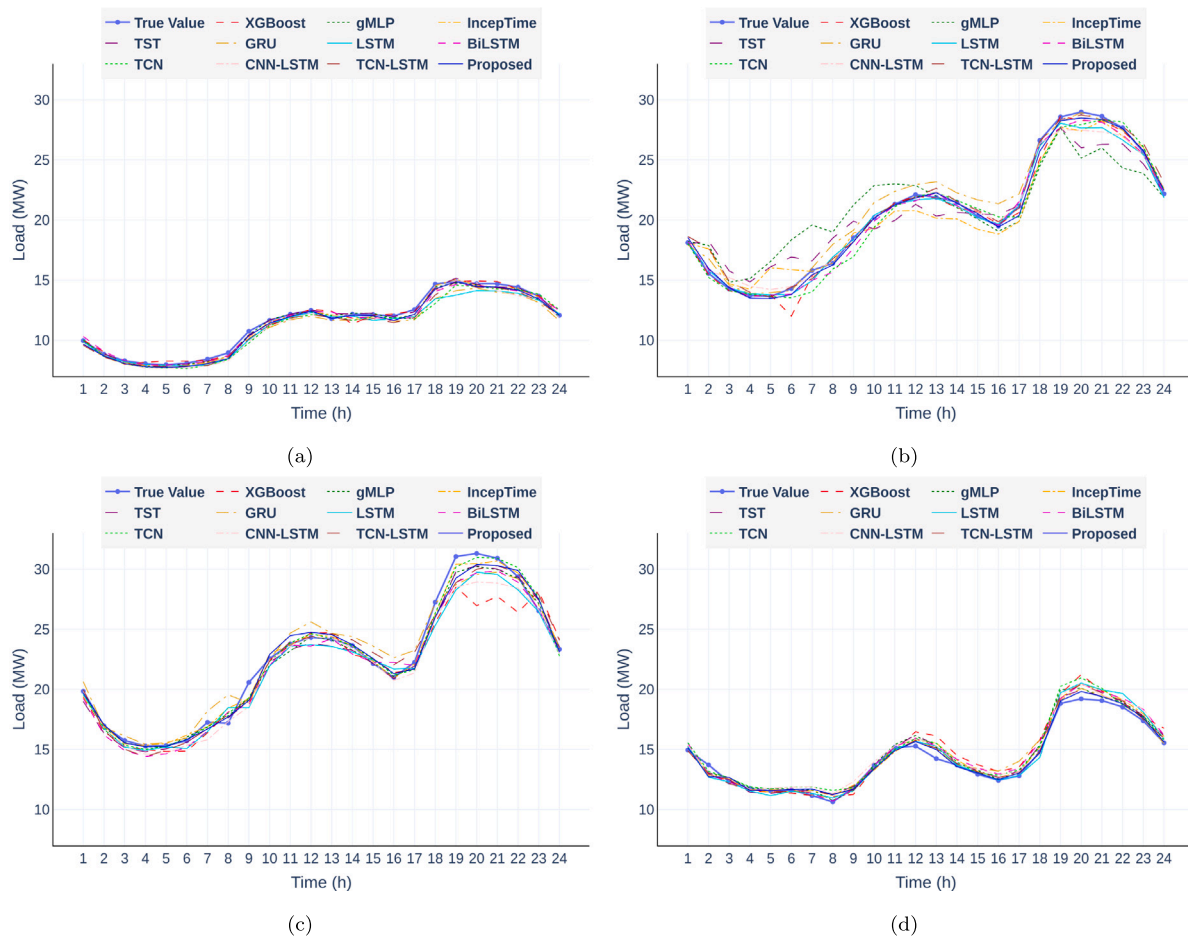 True Value XGBoost gMLP IncepTime
TST GRU LSTM BiLSTM
TCN CNN-LSTM TCN-LSTM Proposed
30
25
20
15
10
Load (MW)
1 2 3 4 5 6 7 8 9 10 11 12 13 14 15 16 17 18 19 20 21 22 23 24
Time (h)
(a)
True Value XGBoost gMLP IncepTime
TST GRU LSTM BiLSTM
TCN CNN-LSTM TCN-LSTM Proposed
30
25
20
15
10
Load (MW)
1 2 3 4 5 6 7 8 9 10 11 12 13 14 15 16 17 18 19 20 21 22 23 24
Time (h)
(b)
True Value XGBoost gMLP IncepTime
TST GRU LSTM BiLSTM
TCN CNN-LSTM TCN-LSTM Proposed
30
25
20
15
10
Load (MW)
1 2 3 4 5 6 7 8 9 10 11 12 13 14 15 16 17 18 19 20 21 22 23 24
Time (h)
(c)
True Value XGBoost gMLP IncepTime
TST GRU LSTM BiLSTM
TCN CNN-LSTM TCN-LSTM Proposed
30
25
20
15
10
Load (MW)
1 2 3 4 5 6 7 8 9 10 11 12 13 14 15 16 17 18 19 20 21 22 23 24
Time (h)
(d)